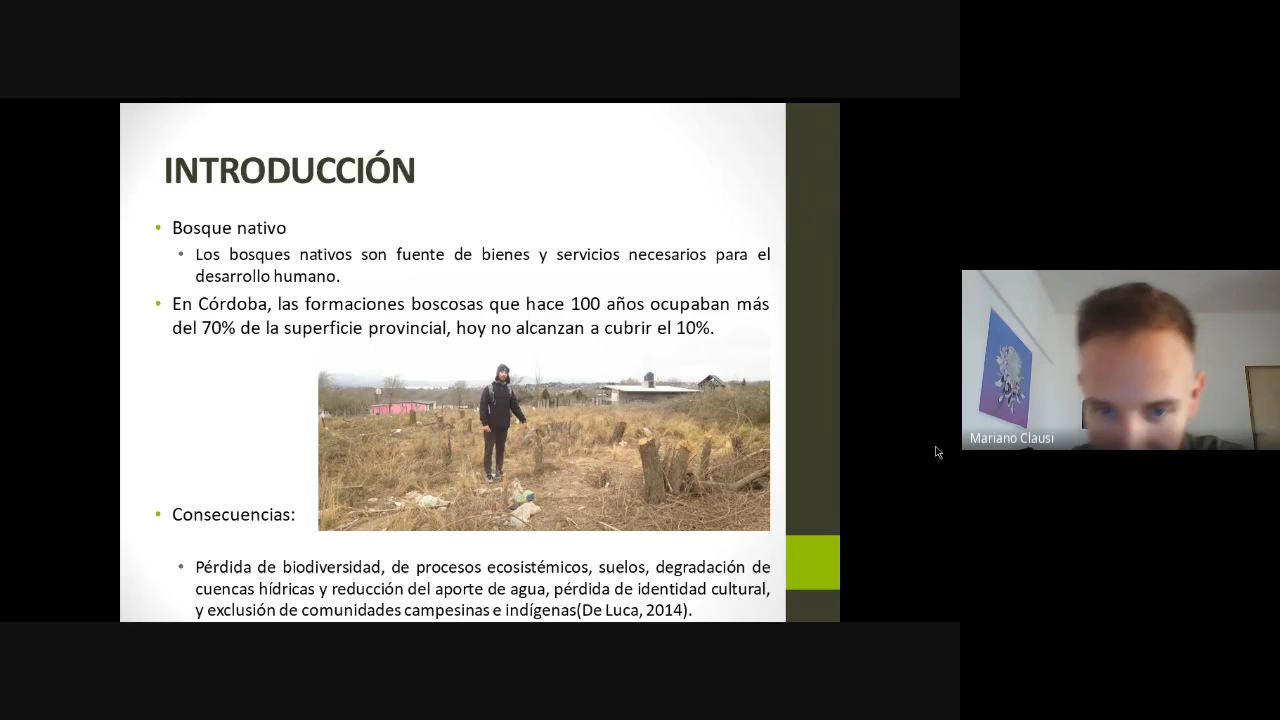 INTRODUCCIÓN
Bosque nativo
Los bosques nativos son fuente de bienes y servicios necesarios para el
desarrollo humano.
En Córdoba, las formaciones boscosas que hace 100 años ocupaban más
del 70% de la superficie provincial, hoy no alcanzan a cubrir el 10%.
Consecuencias:
Pérdida de biodiversidad, de procesos ecosistémicos, suelos, degradación de
cuencas hídricas y reducción del aporte de agua, pérdida de identidad cultural,
y exclusión de comunidades campesinas e indígenas(De Luca, 2014).
Mariano Clausi